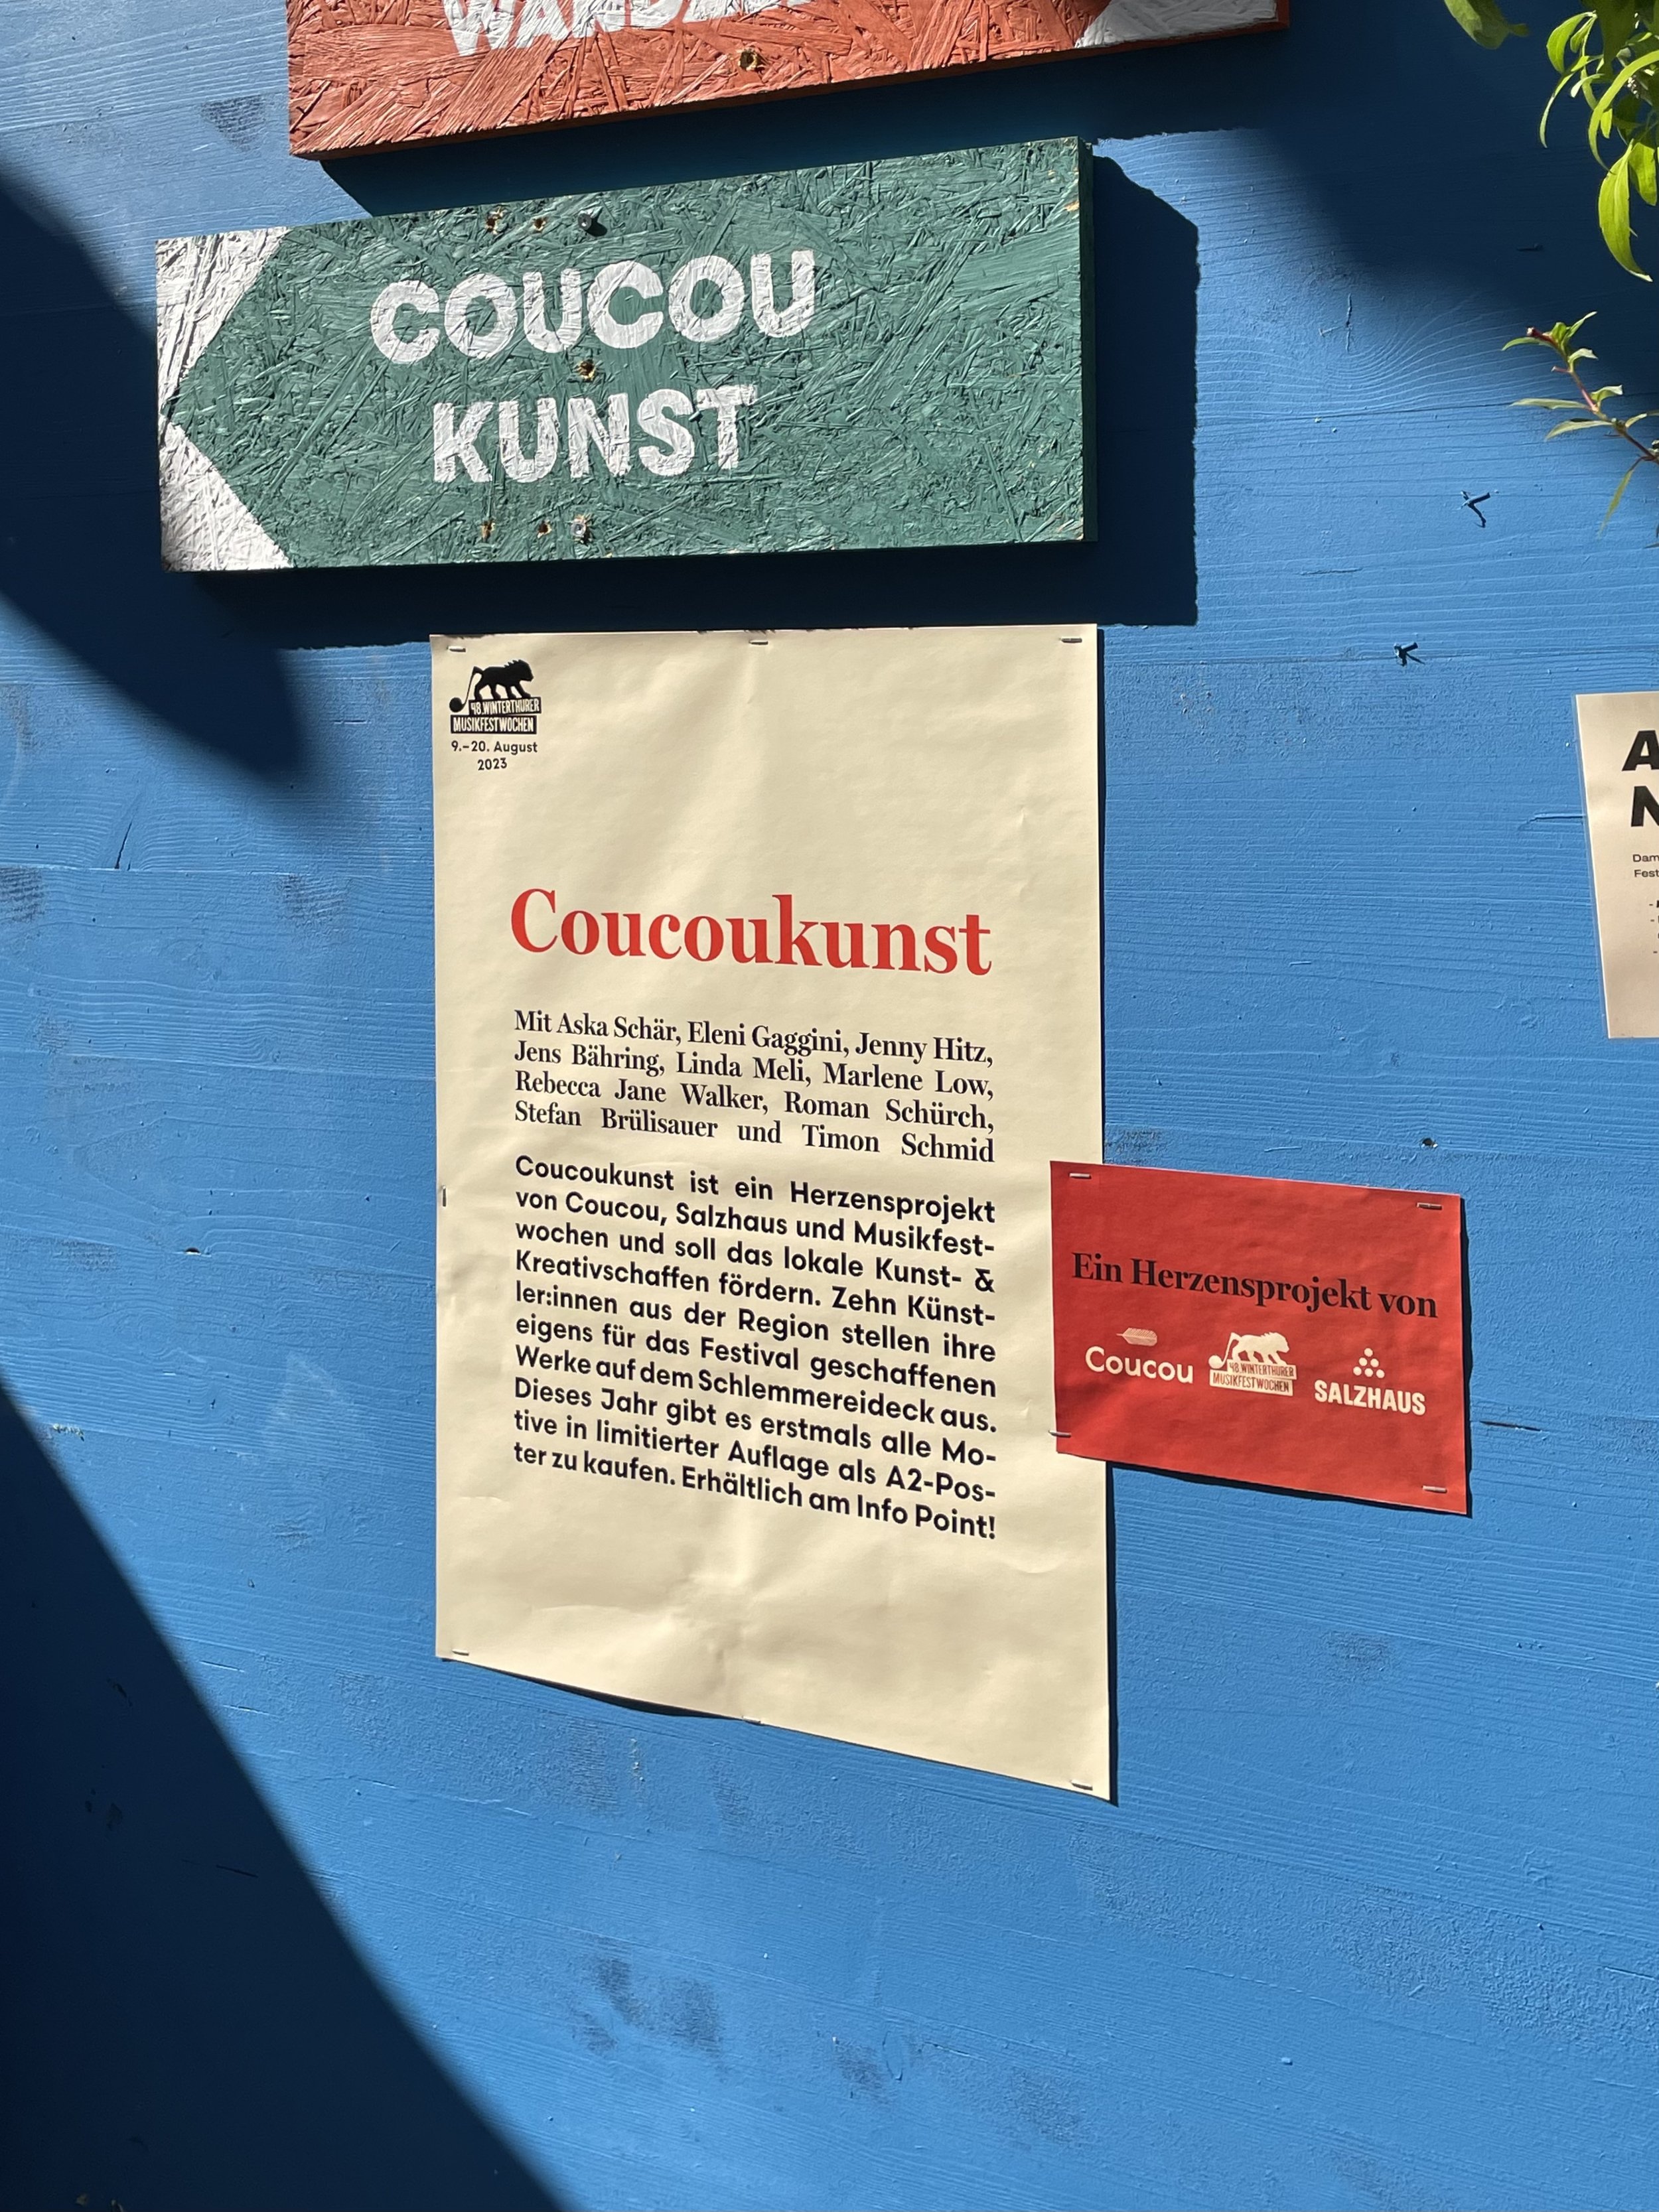 COUCOU
KUNST
48. WINTERTHURER
MUSIKFESTWOCHEN
9.–20. August
2023
Coucoukunst
Mit Aska Schär, Eleni Gaggini, Jenny Hitz,
Jens Bähring, Linda Meli, Marlene Low,
Rebecca Jane Walker, Roman Schürch,
Stefan Brülisauer und Timon Schmid
Coucoukunst ist ein Herzensprojekt
von Coucou, Salzhaus und Musikfest-
wochen und soll das lokale Kunst- &
Kreativschaffen fördern. Zehn Künst-
ler:innen aus der Region stellen ihre
eigens für das Festival geschaffenen
Werke auf dem Schlemmereideck aus.
Dieses Jahr gibt es erstmals alle Mo-
tive in limitierter Auflage als A2-Pos-
ter zu kaufen. Erhältlich am Info Point!
Ein Herzensprojekt von
Coucou
48. WINTERTHURER
MUSIKFESTWOCHEN
SALZHAUS